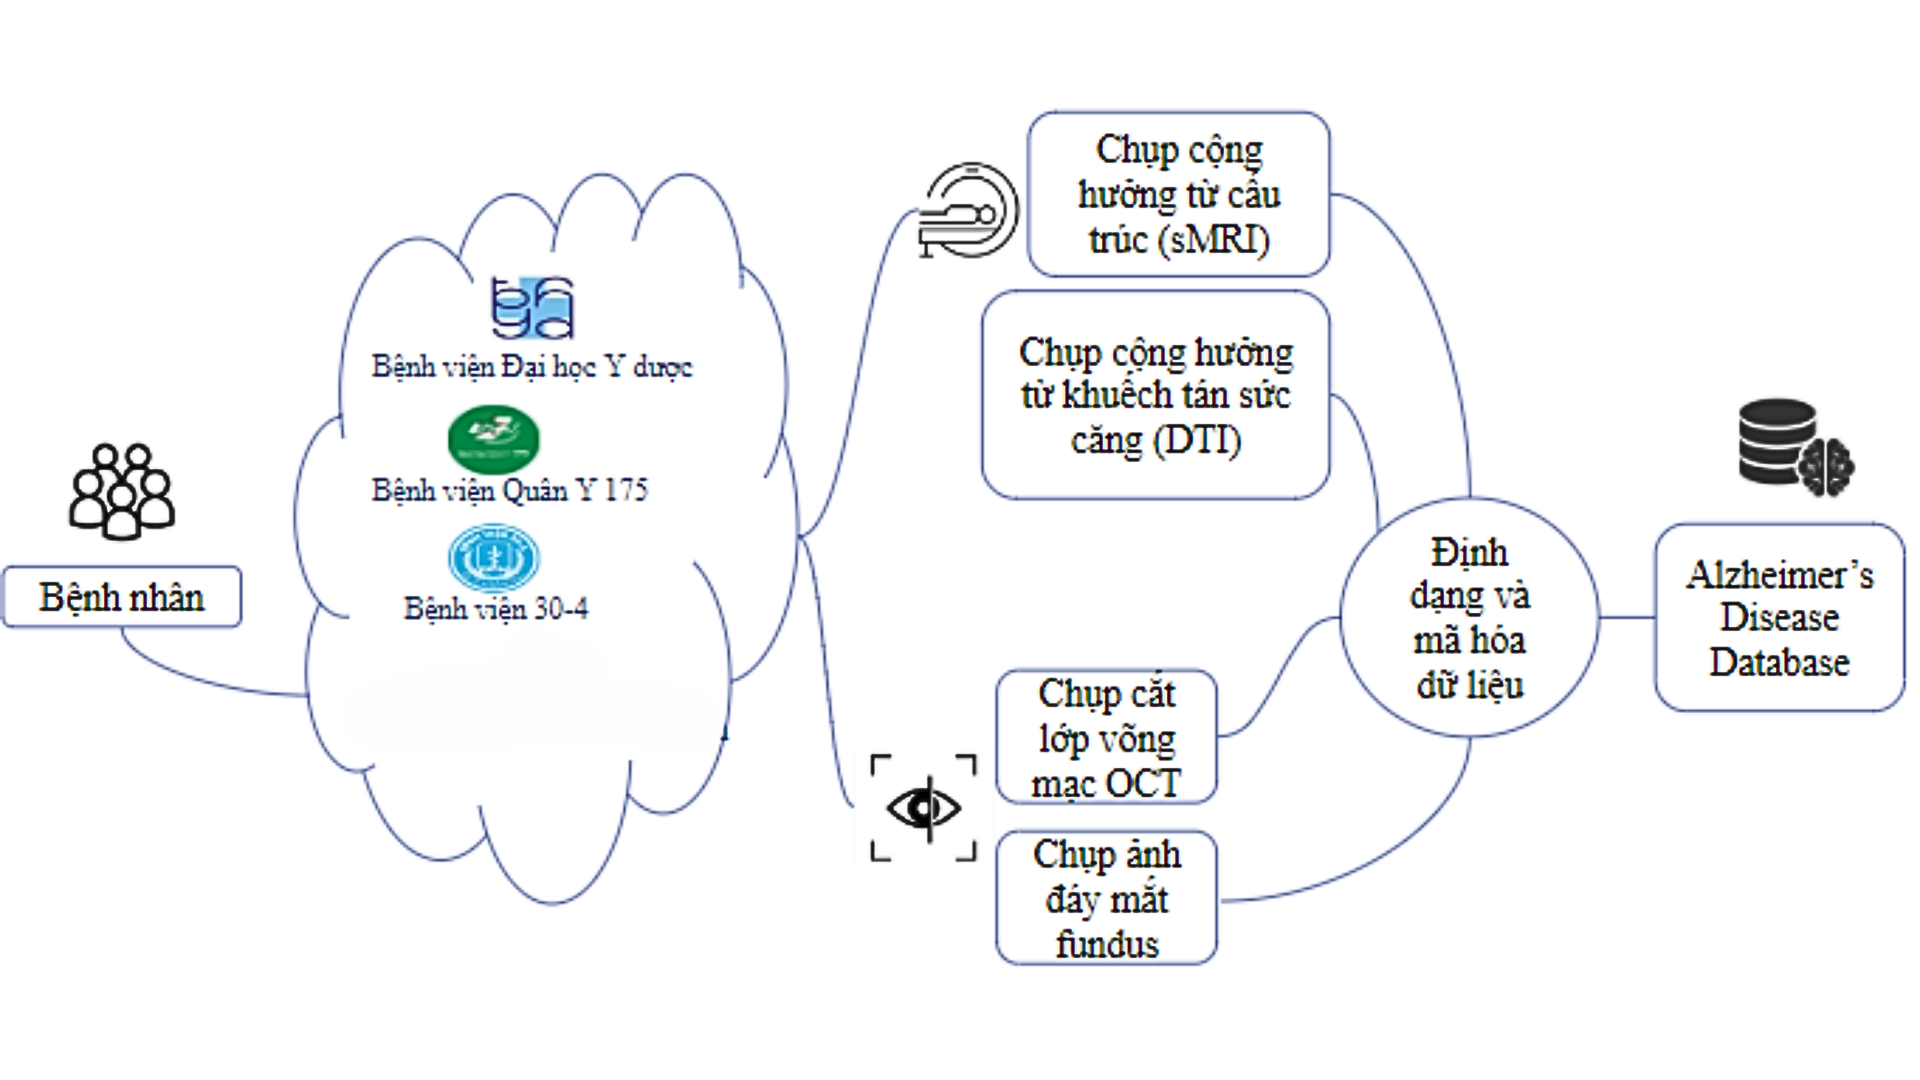 Bệnh nhân
Bệnh viện Đại học Y dược
Bệnh viện Quân Y 175
Bệnh viện 30-4
Chụp cộng
hưởng từ cấu
trúc (sMRI)
Chụp cộng hưởng
từ khuếch tán sức
căng (DTI)
Chụp cắt
lớp võng
mạc OCT
Chụp ảnh
đáy mắt
fundus
Định
dạng và
mã hóa
dữ liệu
Alzheimer’s
Disease
Database